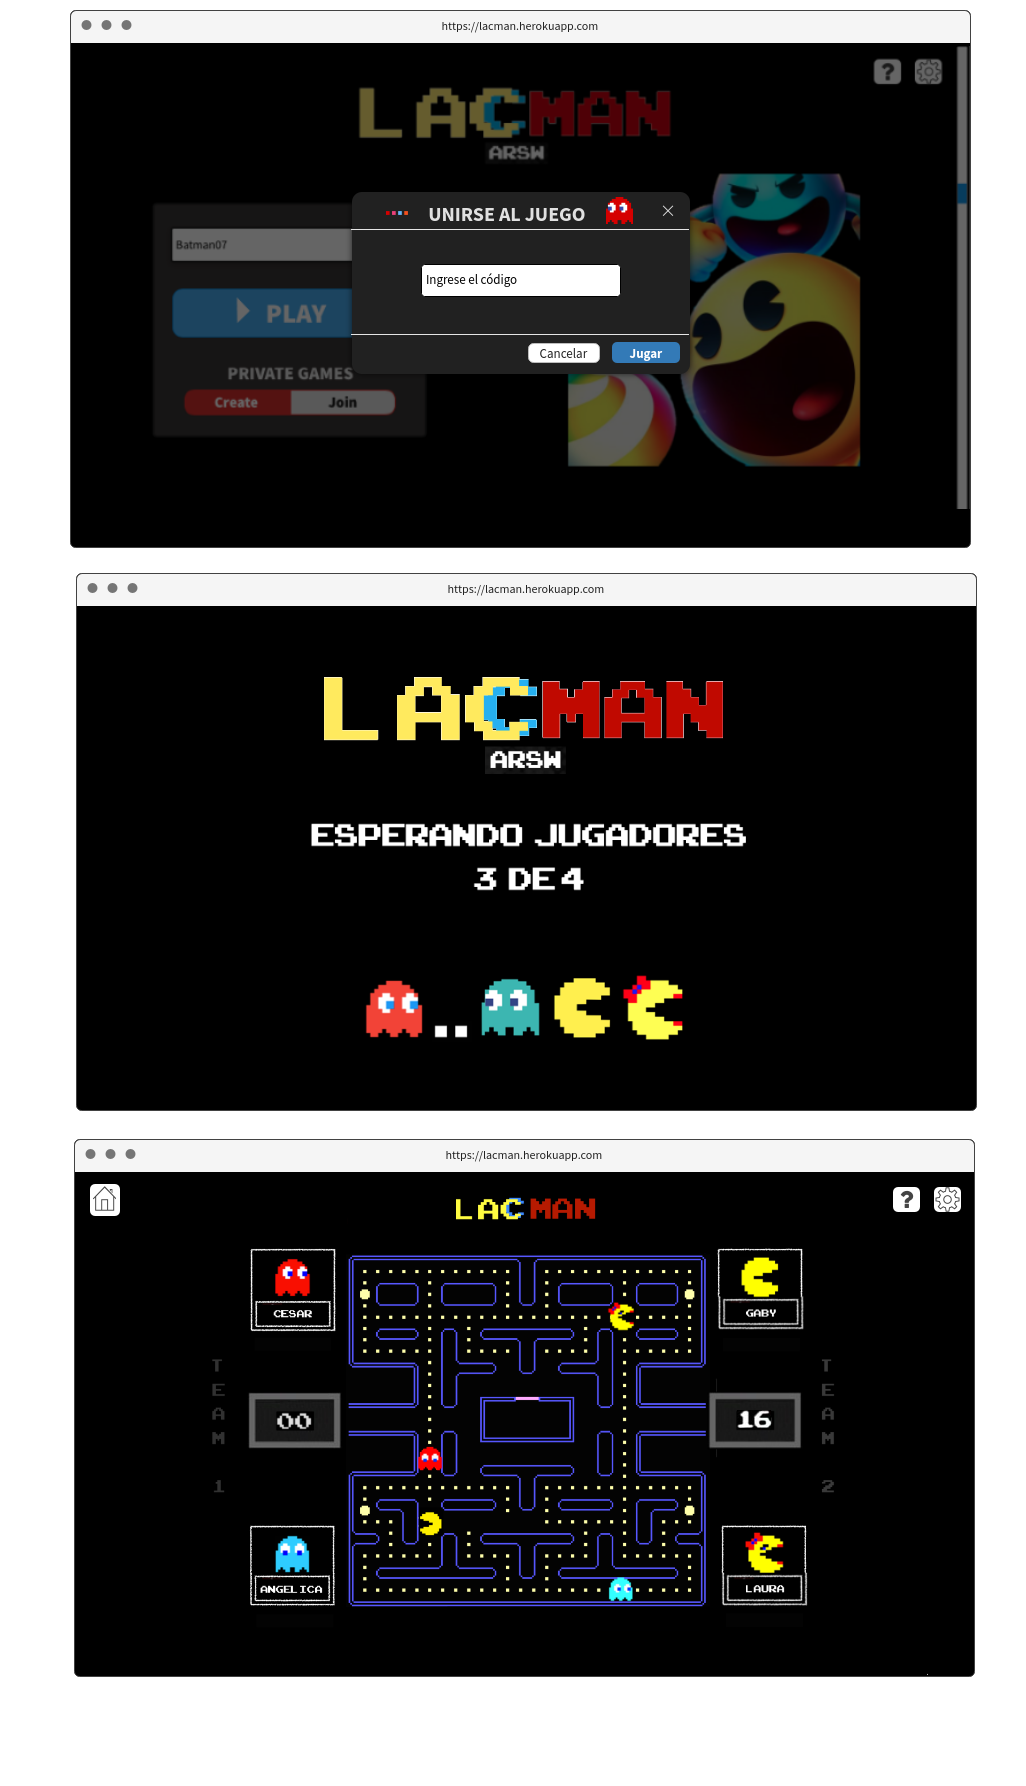 https://lacman.herokuapp.com
?
LACMAN
ARSW
UNIRSE AL JUEGO
Batman07
Ingrese el código
PLAY
Cancelar
Jugar
PRIVATE GAMES
Create
Join
https://lacman.herokuapp.com
LACMAN
ARSW
ESPERANDO JUGADORES
3 DE 4
https://lacman.herokuapp.com
LACMAN
?
CESAR
GABY
TEAM 1
00
16
TEAM 2
ANGELICA
LAURA